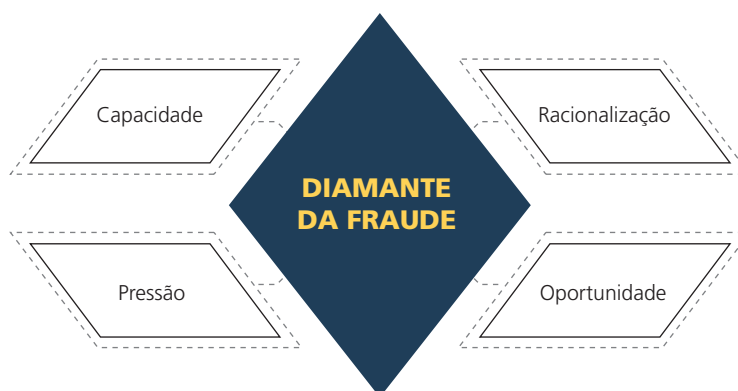 Capacidade
Racionalização
DIAMANTE
DA FRAUDE
Pressão
Oportunidade